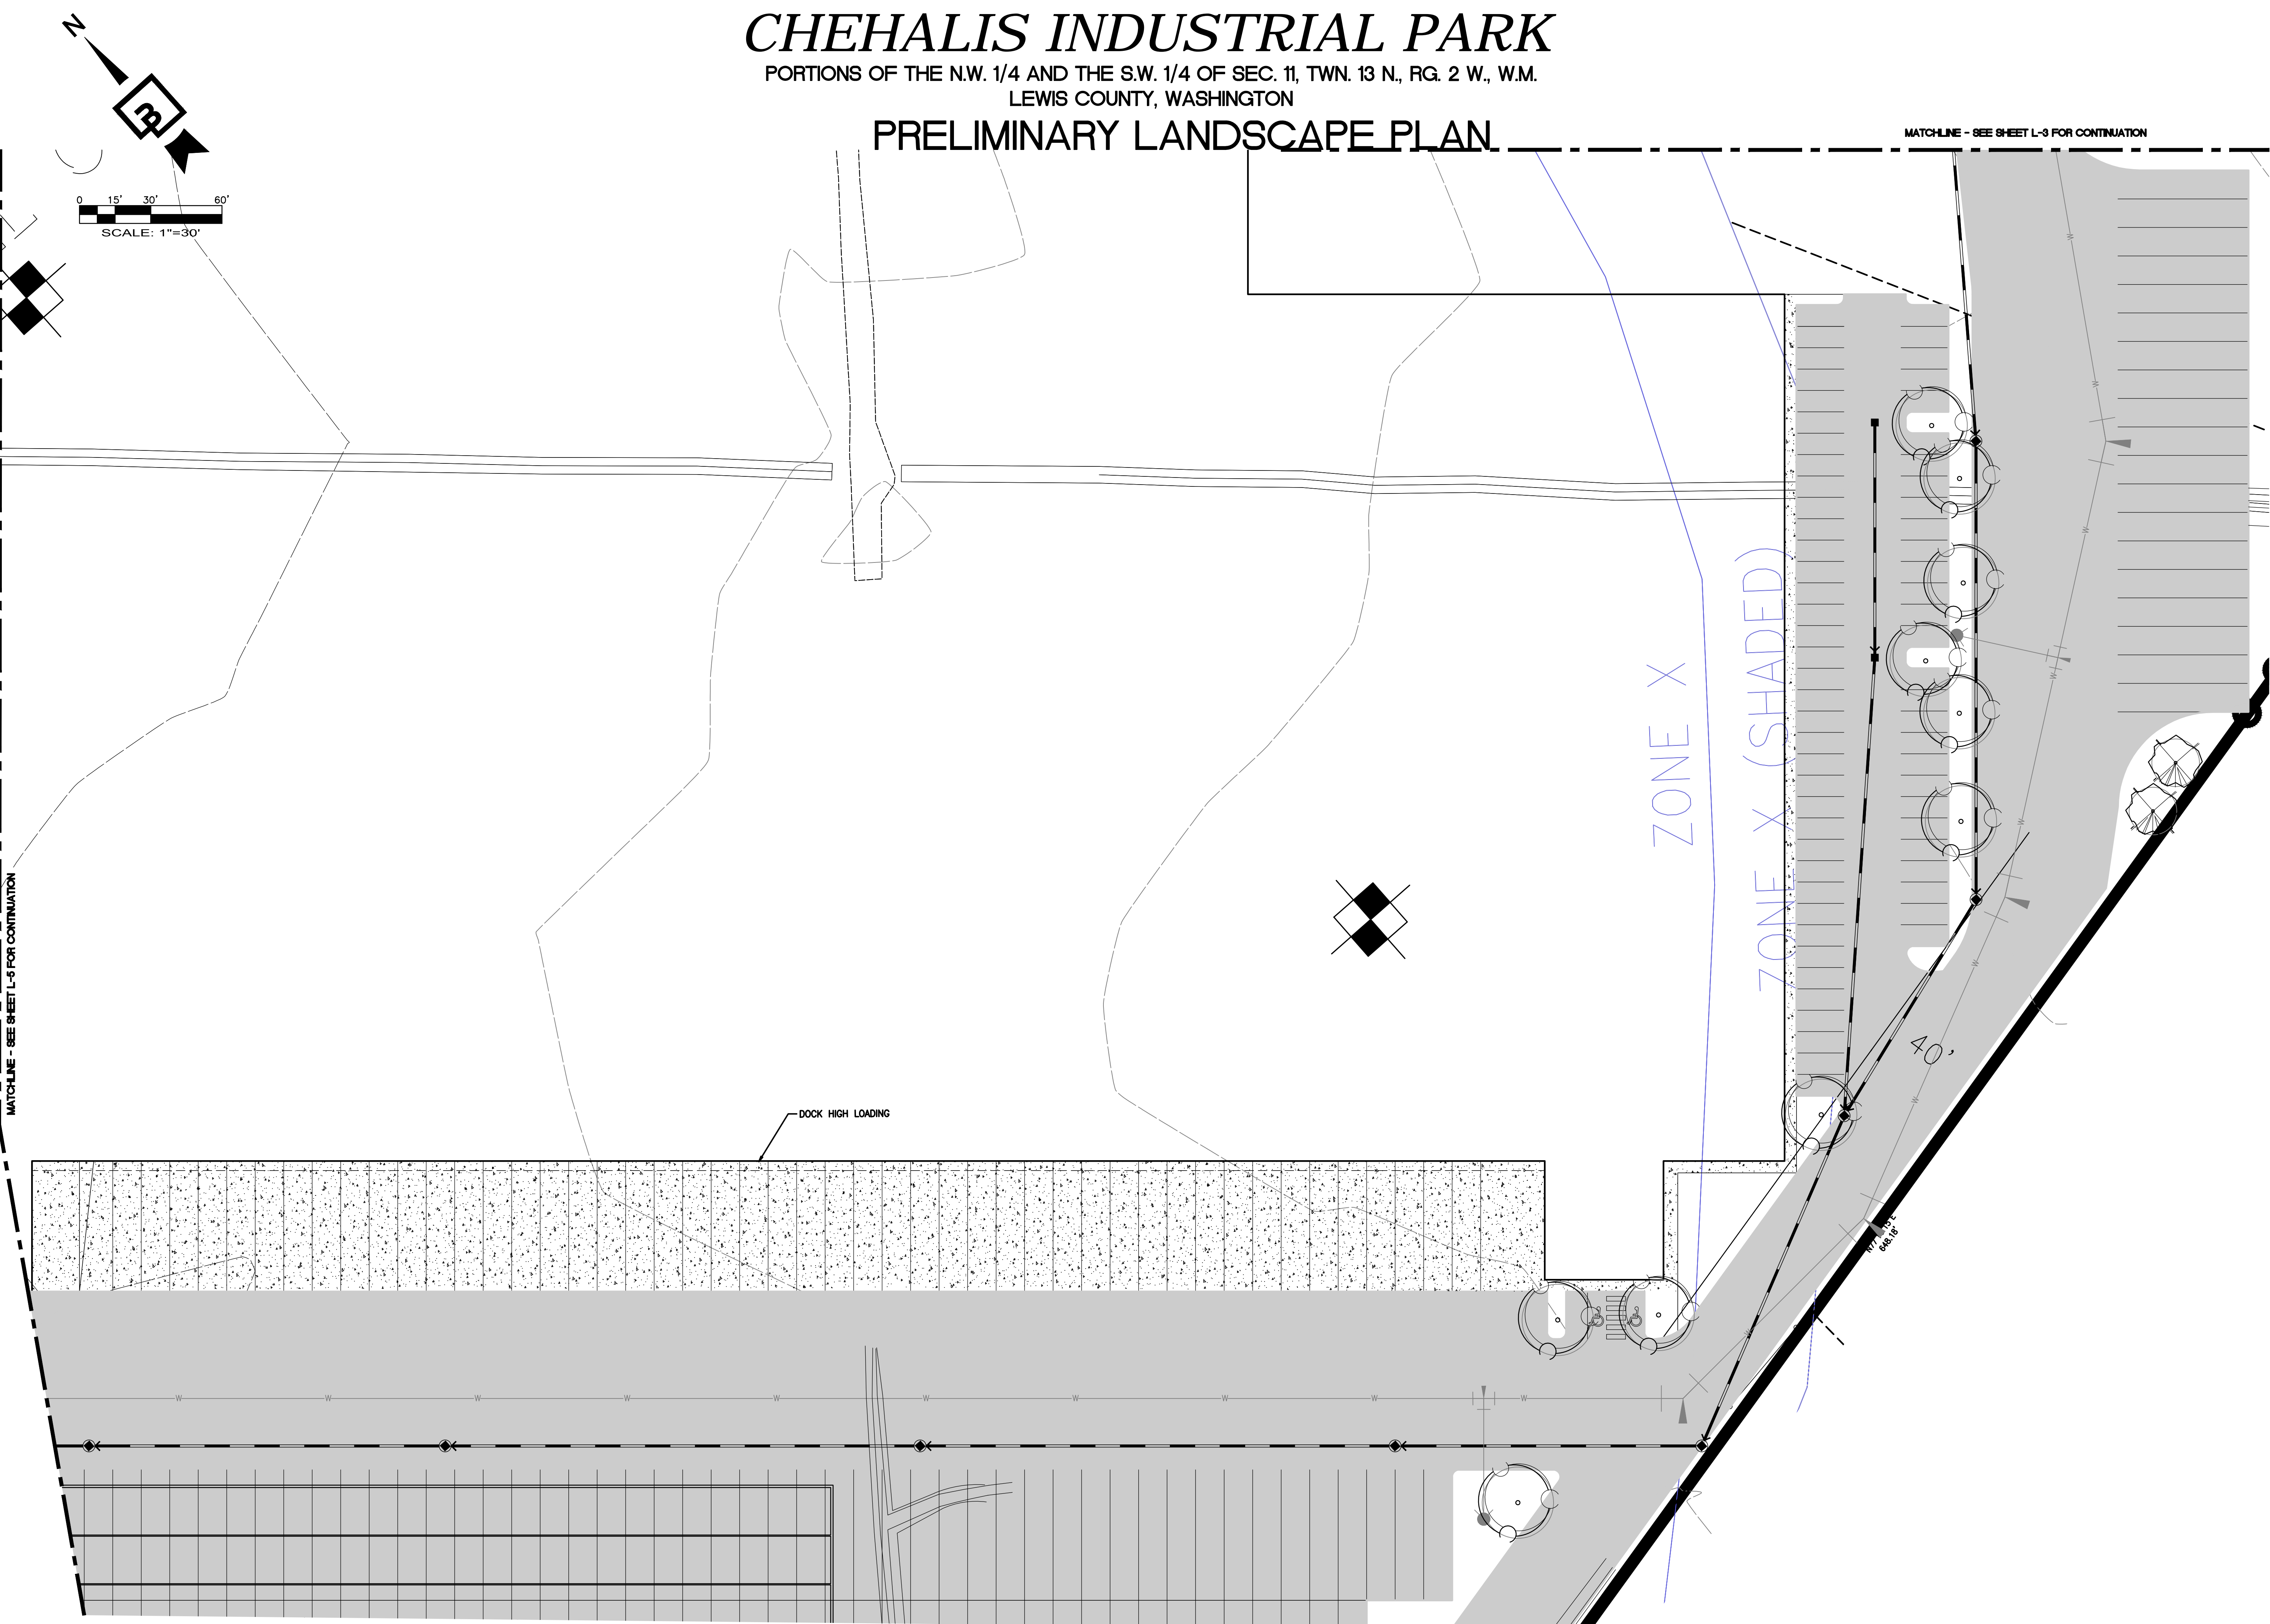 CHEHALIS INDUSTRIAL PARK
PORTIONS OF THE N.W. 1/4 AND THE S.W. 1/4 OF SEC. 11, TWN. 13 N., RG. 2 W., W.M.
LEWIS COUNTY, WASHINGTON
PRELIMINARY LANDSCAPE PLAN
MATCHLINE - SEE SHEET L-3 FOR CONTINUATION
N
0 15' 30' 60'
SCALE: 1"=30'
ZONE X
ZONE X (SHADED)
MATCHLINE - SEE SHEET L-5 FOR CONTINUATION
40'
DOCK HIGH LOADING
648.18'
W W W W W W W W W W